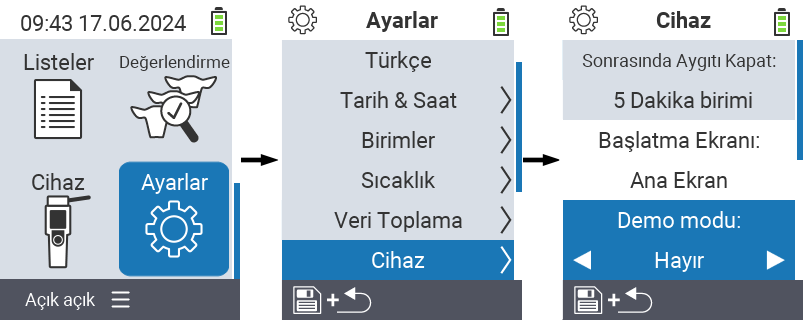 09:43 17.06.2024
Listeler
Değerlendirme
Cihaz
Ayarlar
Açık açık
Ayarlar
Türkçe
Tarih & Saat
Birimler
Sıcaklık
Veri Toplama
Cihaz
+
Cihaz
Sonrasında Aygıtı Kapat:
5 Dakika birimi
Başlatma Ekranı:
Ana Ekran
Demo modu:
Hayır
+